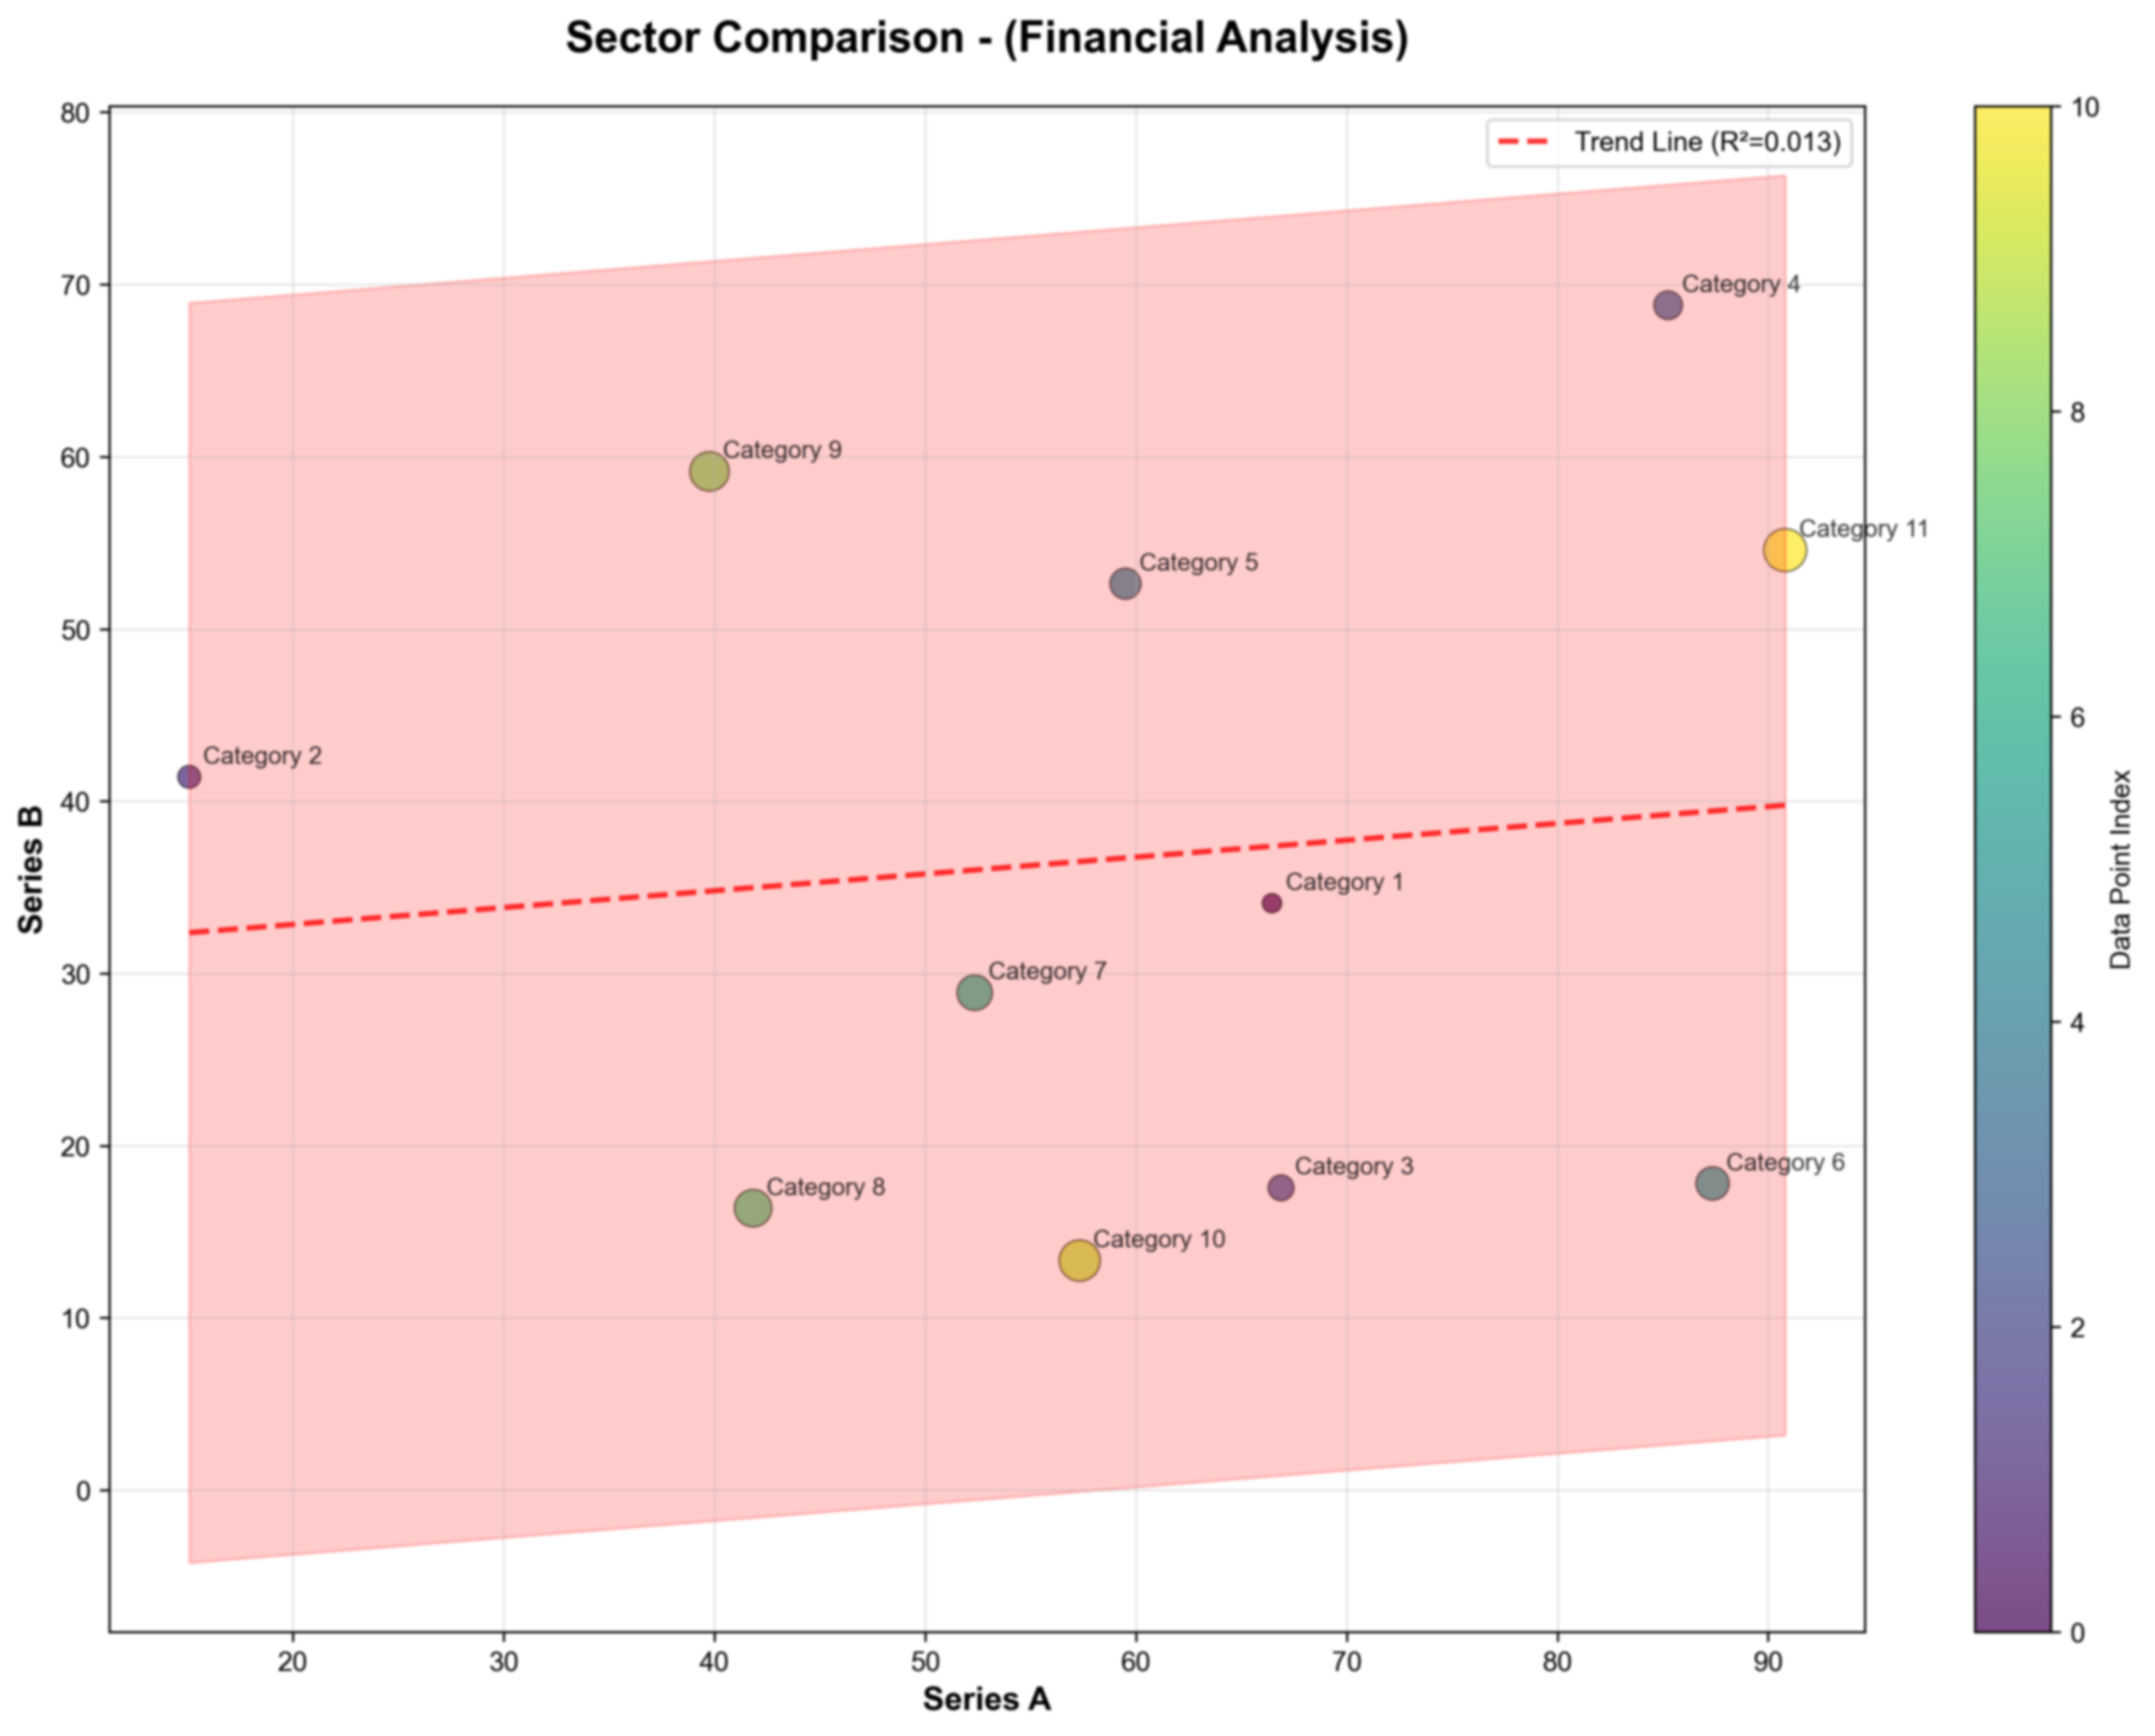 Sector Comparison - (Financial Analysis)
Trend Line (R²=0.013)
80
70
60
50
40
30
20
10
0
Series B
Category 4
Category 9
Category 11
Category 5
Category 2
Category 1
Category 7
Category 3
Category 6
Category 8
Category 10
20 30 40 50 60 70 80 90
Series A
10
8
6
4
2
0
Data Point Index